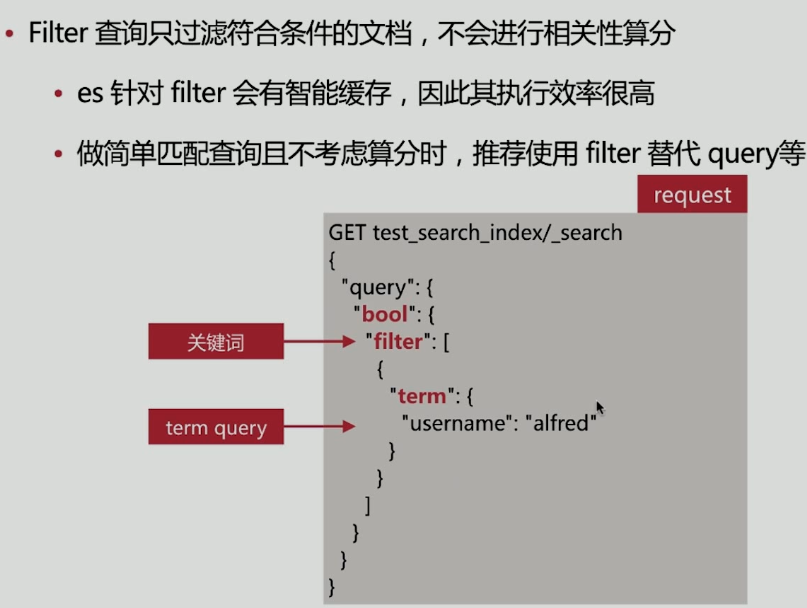 Filter 查询只过滤符合条件的文档，不会进行相关性算分
es 针对 filter 会有智能缓存，因此其执行效率很高
做简单匹配查询且不考虑算分时，推荐使用 filter 替代 query等
request
GET test_search_index/_search
{
"query": {
"bool": {
关键词
"filter": [
{
"term": {
term query
"username": "alfred"
}
}
]
}
}
}